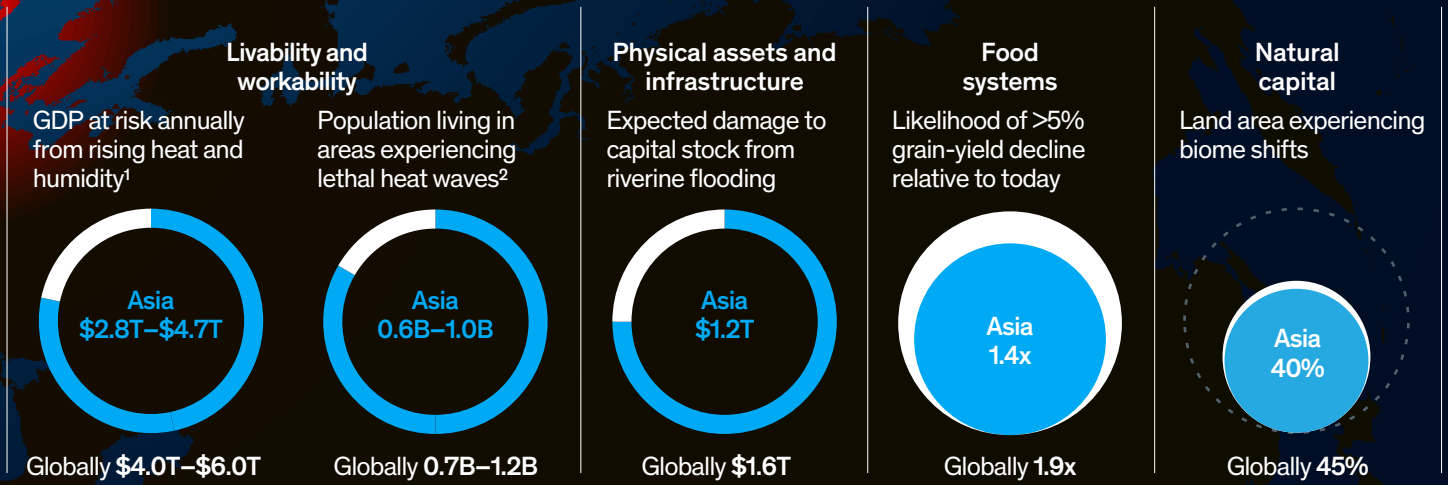 Livability and
workability
GDP at risk annually
from rising heat and
humidity¹
Asia
$2.8T–$4.7T
Globally $4.0T–$6.0T
Population living in
areas experiencing
lethal heat waves²
Asia
0.6B–1.0B
Globally 0.7B–1.2B
Physical assets and
infrastructure
Expected damage to
capital stock from
riverine flooding
Asia
$1.2T
Globally $1.6T
Food
systems
Likelihood of >5%
grain-yield decline
relative to today
Asia
1.4x
Globally 1.9x
Natural
capital
Land area experiencing
biome shifts
Asia
40%
Globally 45%